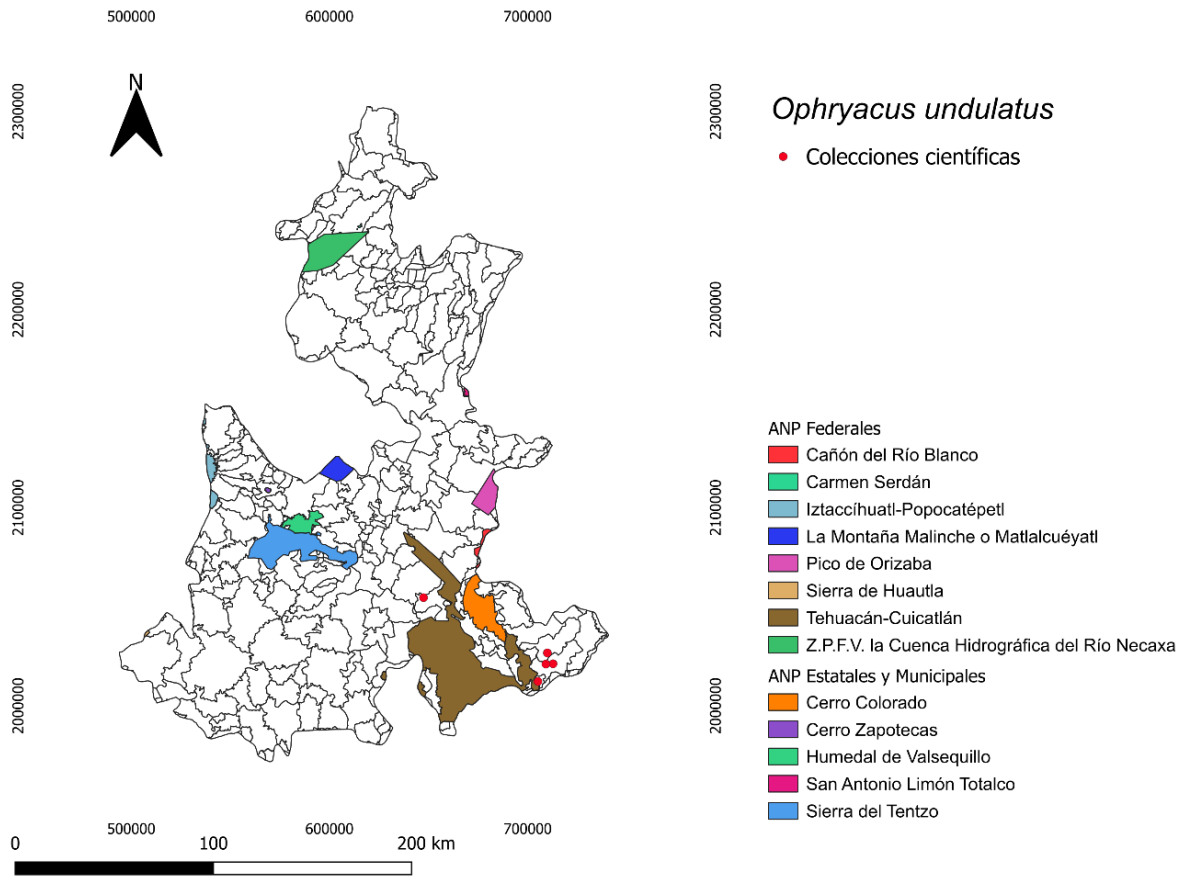 500000 600000 700000
N
2300000 2300000
Ophryacus undulatus
Colecciones científicas
2200000 2200000
ANP Federales
Cañón del Río Blanco
Carmen Serdán
Iztaccíhuatl-Popocatépetl
2100000 2100000
La Montaña Malinche o Matlalcuéyatl
Pico de Orizaba
Sierra de Huautla
Tehuacán-Cuicatlán
Z.P.F.V. la Cuenca Hidrográfica del Río Necaxa
ANP Estatales y Municipales
2000000 2000000
Cerro Colorado
Cerro Zapotecas
Humedal de Valsequillo
San Antonio Limón Totalco
Sierra del Tentzo
500000 600000 700000
0 100 200 km